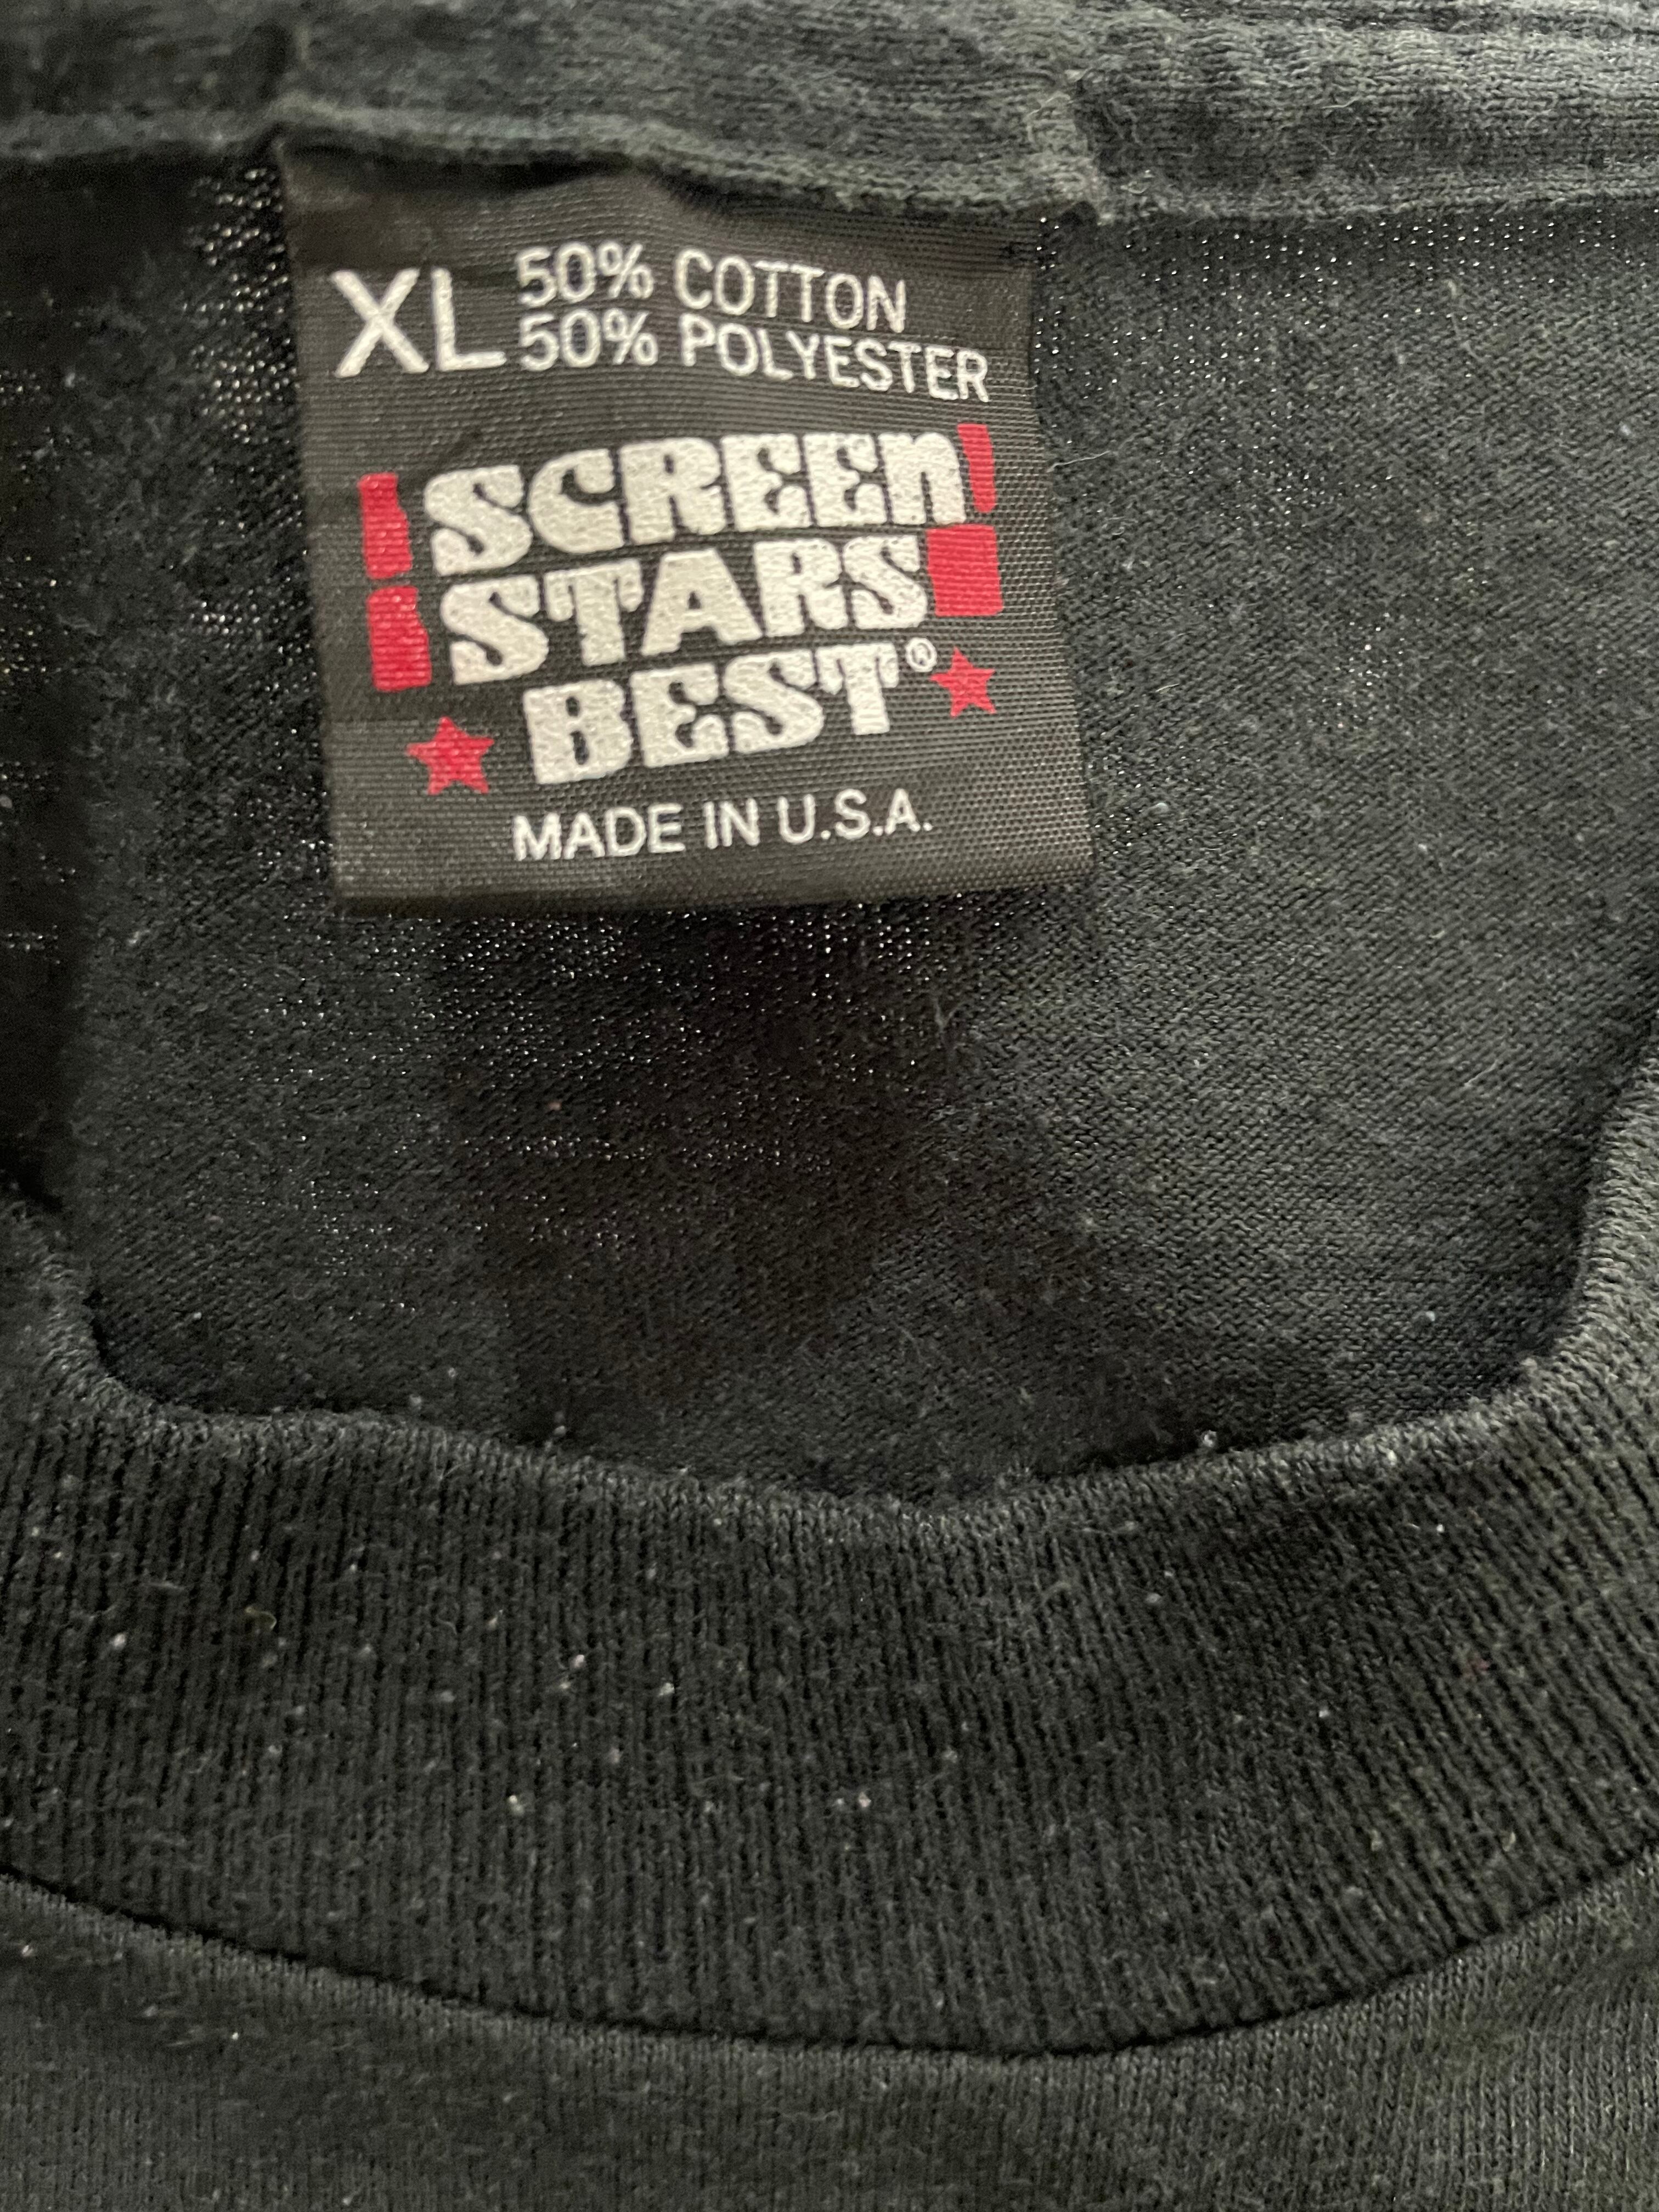 XL 50% COTTON
50% POLYESTER
SCREEn
STARS
BEST®
MADE IN U.S.A.